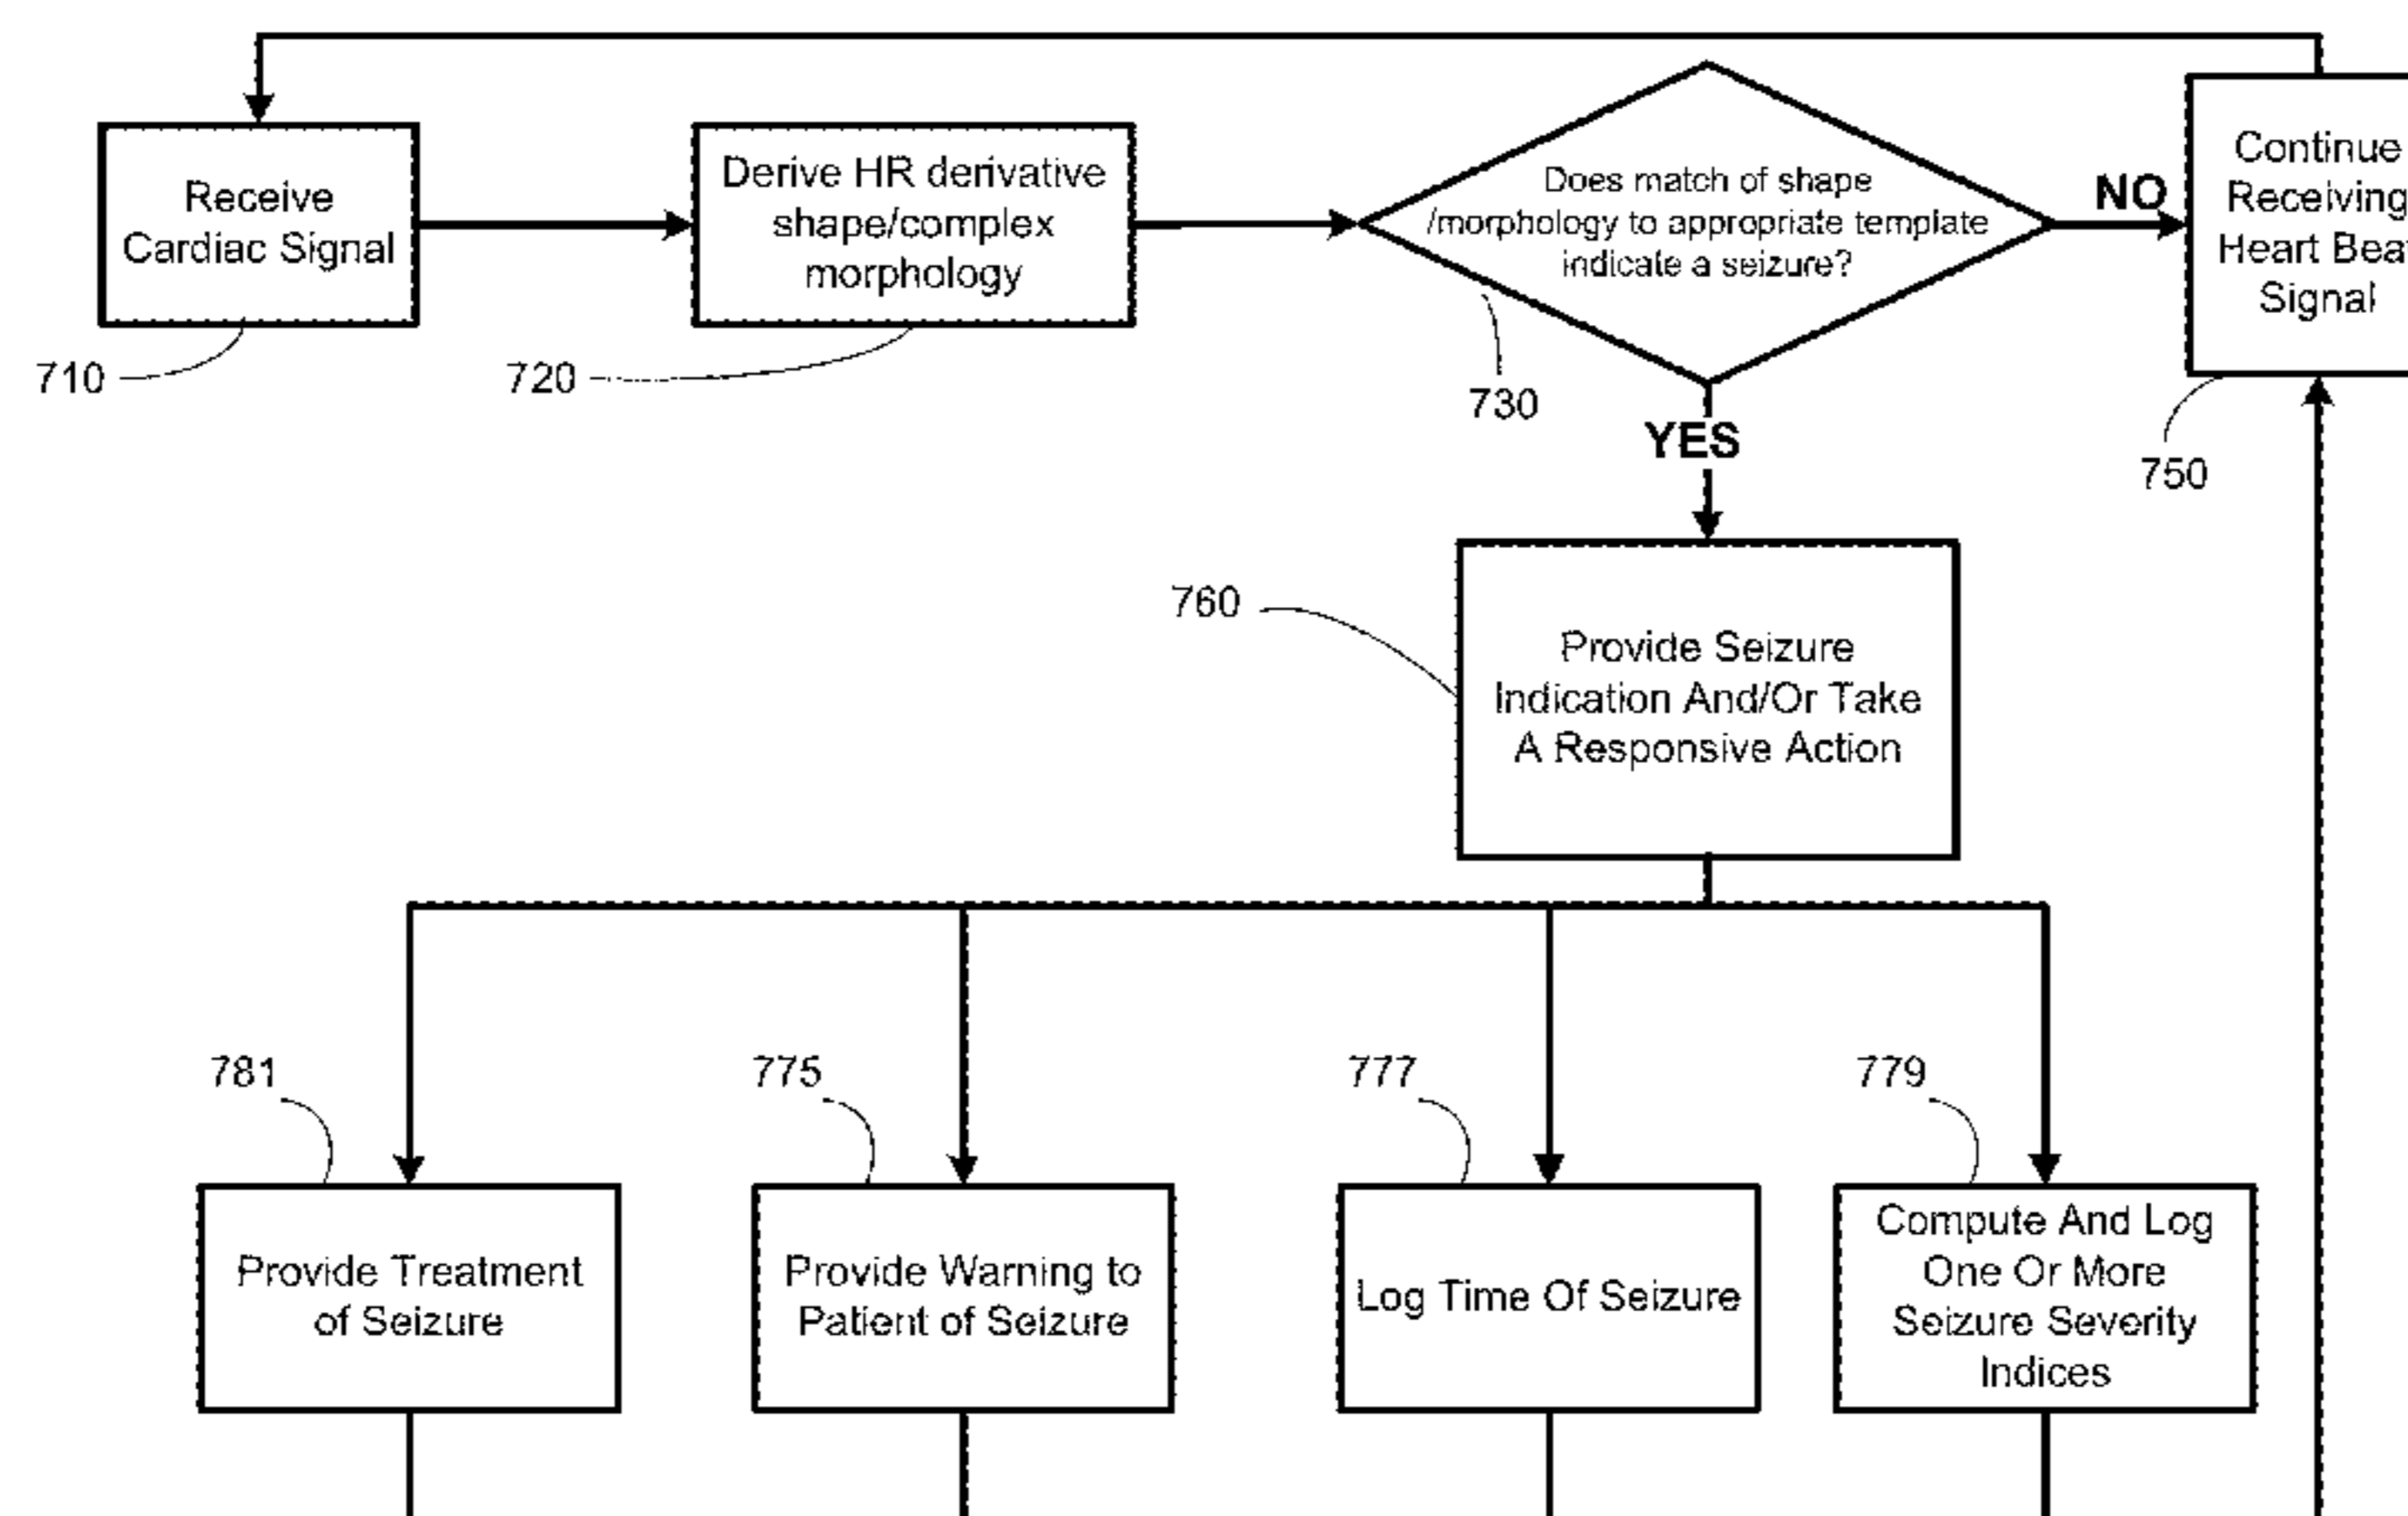 Receive
Cardiac Signal
710
Derive HR derivative
shape/complex
morphology
720
Does match of shape
/morphology to appropriate template
indicate a seizure?
730
NO
Continue
Receiving
Heart Beat
Signal
750
YES
760
Provide Seizure
Indication And/Or Take
A Responsive Action
781
Provide Treatment
of Seizure
775
Provide Warning to
Patient of Seizure
777
Log Time Of Seizure
779
Compute And Log
One Or More
Seizure Severity
Indices